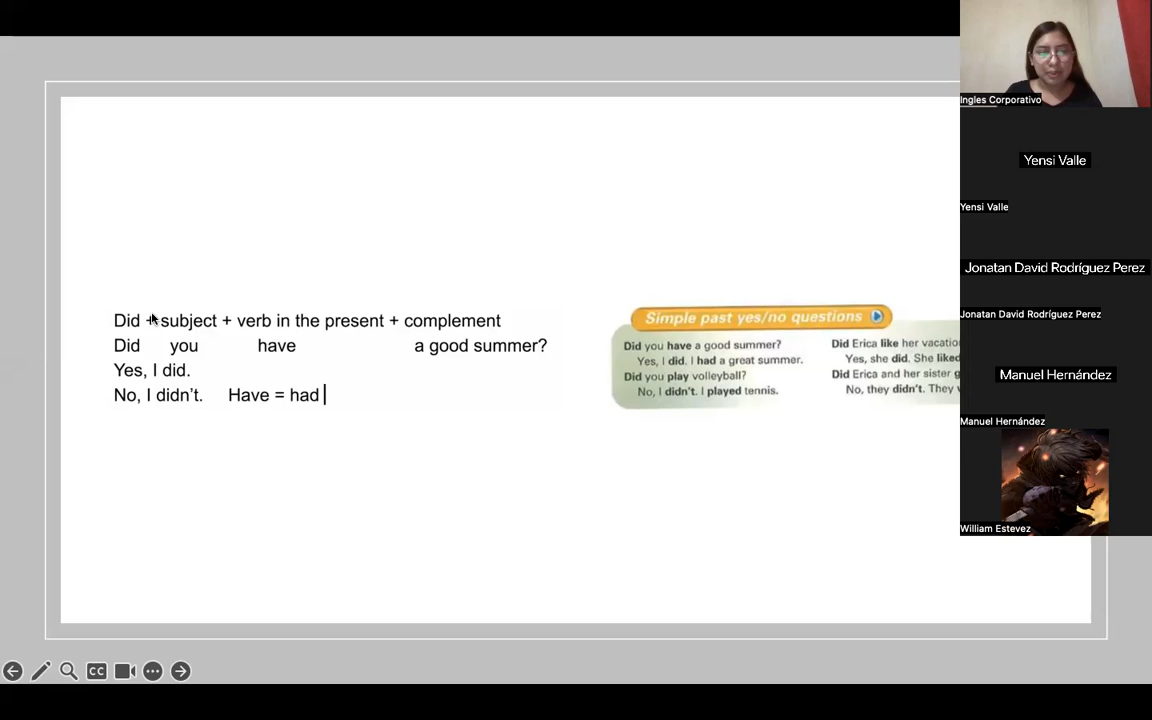 Did + subject + verb in the present + complement
Did you have a good summer?
Yes, I did.
No, I didn't. Have = had
Simple past yes/no questions
Did you have a good summer?
Yes, I did. I had a great summer.
Did you play volleyball?
No, I didn't. I played tennis.
Did Erica like her vacatio
Yes, she did. She liked
Did Erica and her sister g
No, they didn't. They
Ingles Corporativo
Yensi Valle
Yensi Valle
Jonatan David Rodríguez Perez
Jonatan David Rodríguez Perez
Manuel Hernández
Manuel Hernández
William Estevez
CC